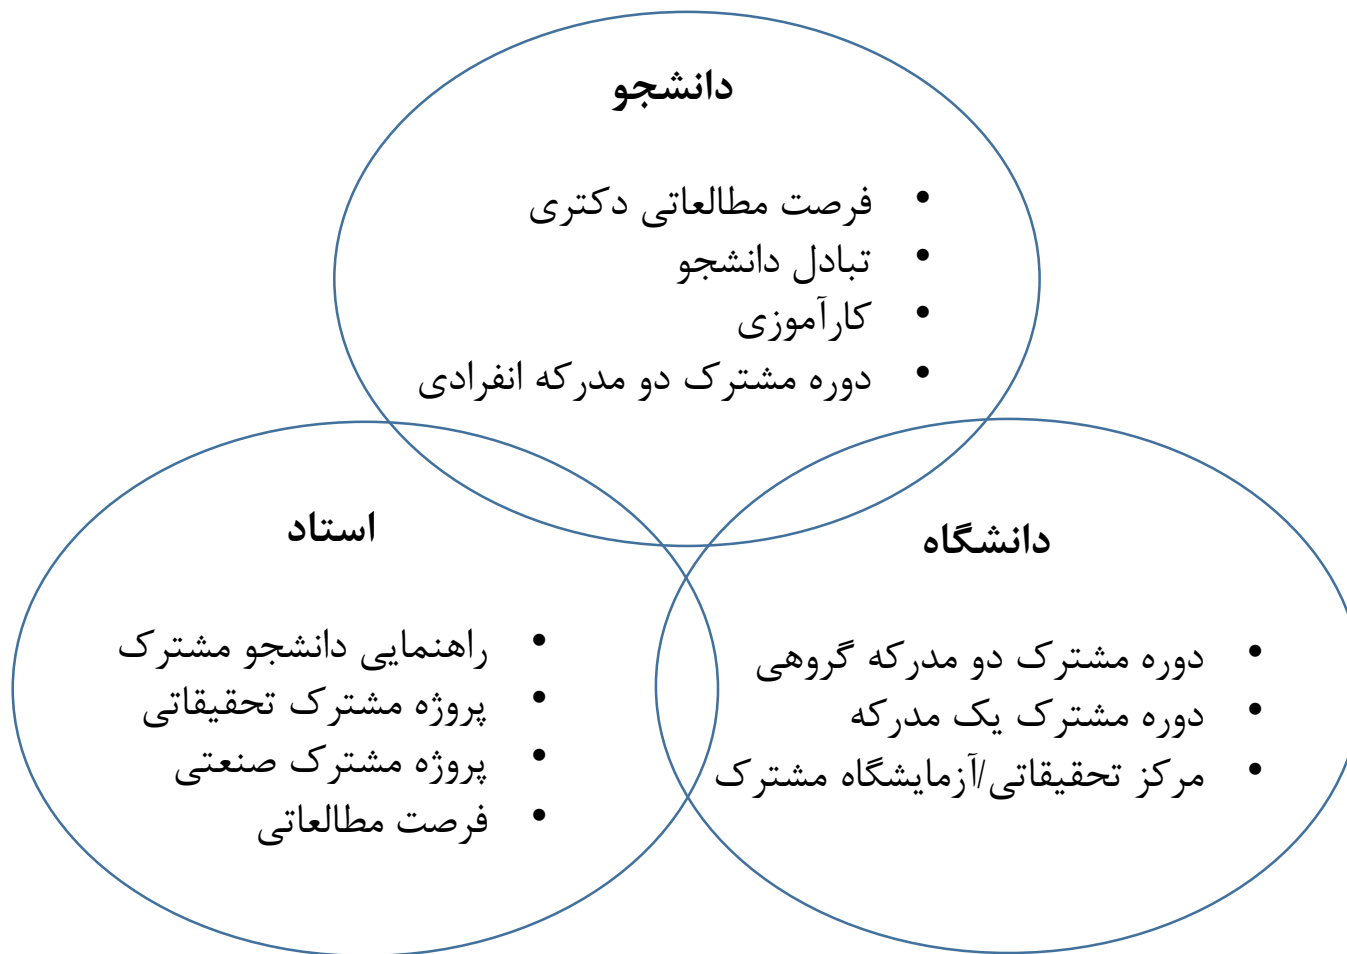 دانشجو
• فرصت مطالعاتی دکتری
• تبادل دانشجو
• کارآموزی
• دوره مشترک دو مدرکه انفرادی
دانشگاه
• دوره مشترک دو مدرکه گروهی
• دوره مشترک یک مدرکه
• مرکز تحقیقاتی/آزمایشگاه مشترک
استاد
• راهنمایی دانشجو مشترک
• پروژه مشترک تحقیقاتی
• پروژه مشترک صنعتی
• فرصت مطالعاتی